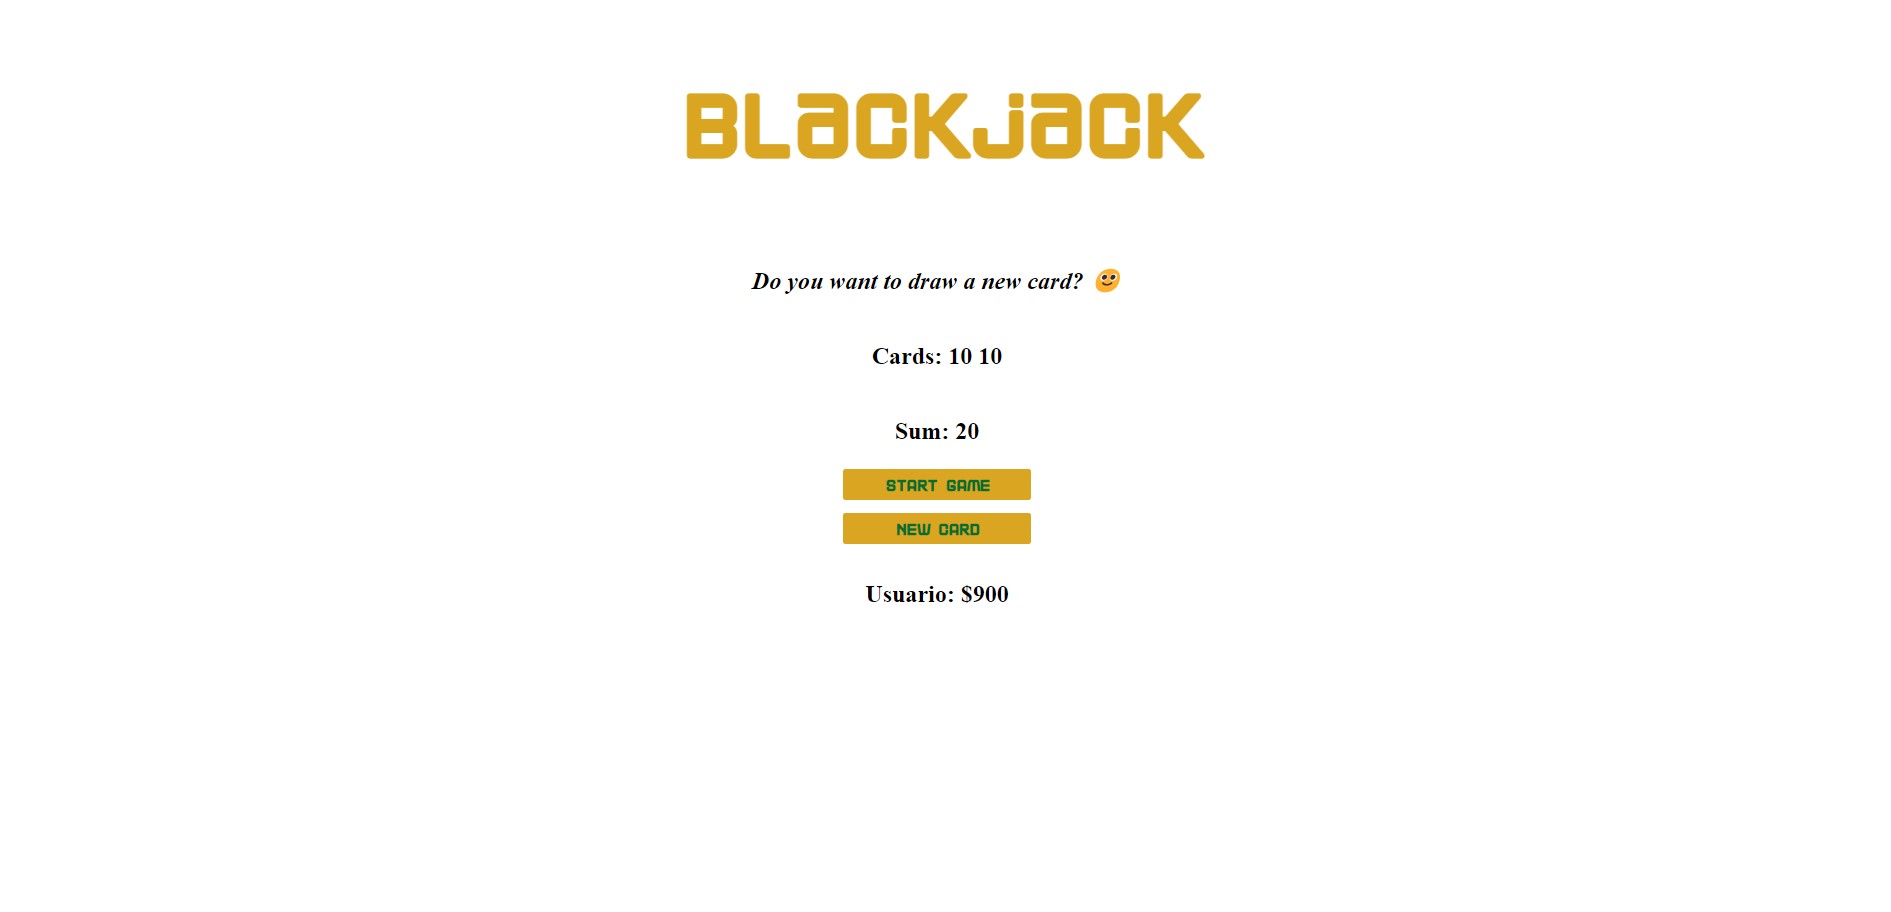 BLaCKjaCK
Do you want to draw a new card? 🙂
Cards: 10 10
Sum: 20
START GAME
NEW CARD
Usuario: $900